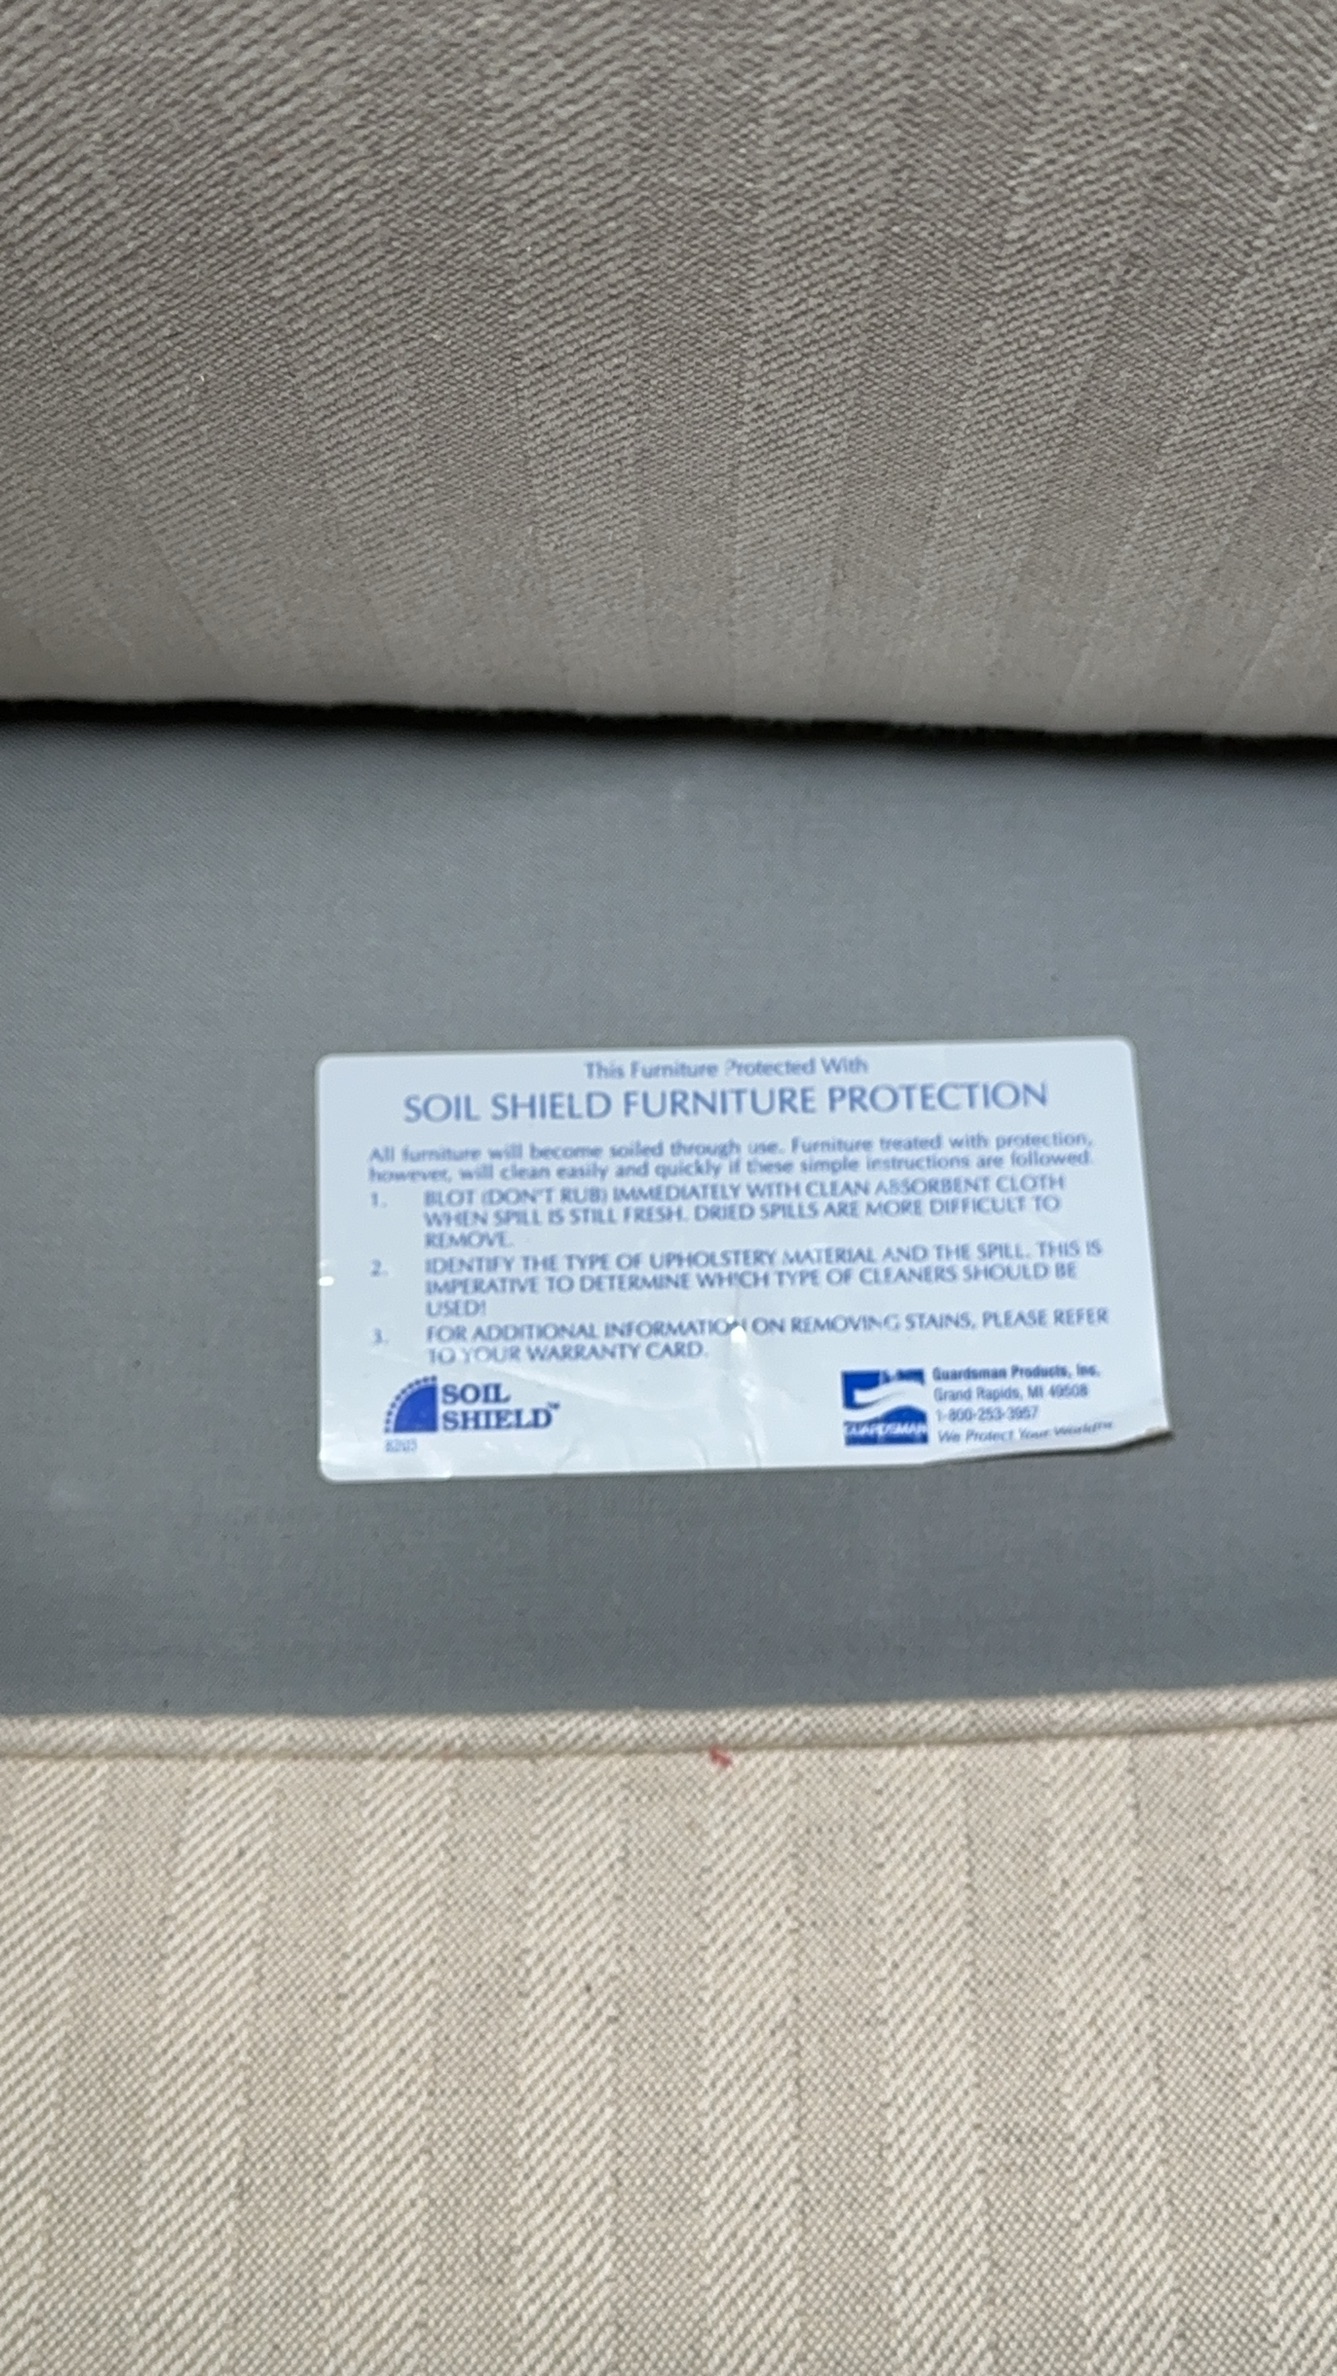 This Furniture Protected With
SOIL SHIELD FURNITURE PROTECTION
All furniture will become soiled through use. Furniture treated with protection,
however, will clean easily and quickly if these simple instructions are followed.
1. BLOT (DON'T RUB) IMMEDIATELY WITH CLEAN ABSORBENT CLOTH
WHEN SPILL IS STILL FRESH. DRIED SPILLS ARE MORE DIFFICULT TO
REMOVE.
2. IDENTIFY THE TYPE OF UPHOLSTERY MATERIAL AND THE SPILL. THIS IS
IMPERATIVE TO DETERMINE WHICH TYPE OF CLEANERS SHOULD BE
USED!
3. FOR ADDITIONAL INFORMATION ON REMOVING STAINS, PLEASE REFER
TO YOUR WARRANTY CARD.
SOIL
SHIELD™
GUARDSMAN
Guardsman Products, Inc.
Grand Rapids, MI 49508
1-800-253-3957
We Protect Your World™